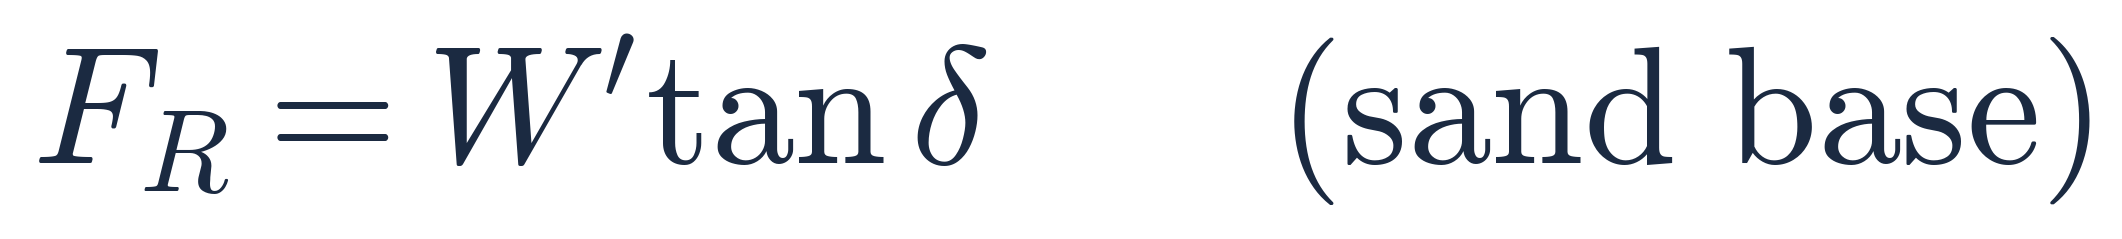 F_R = W′ tan δ (sand base)